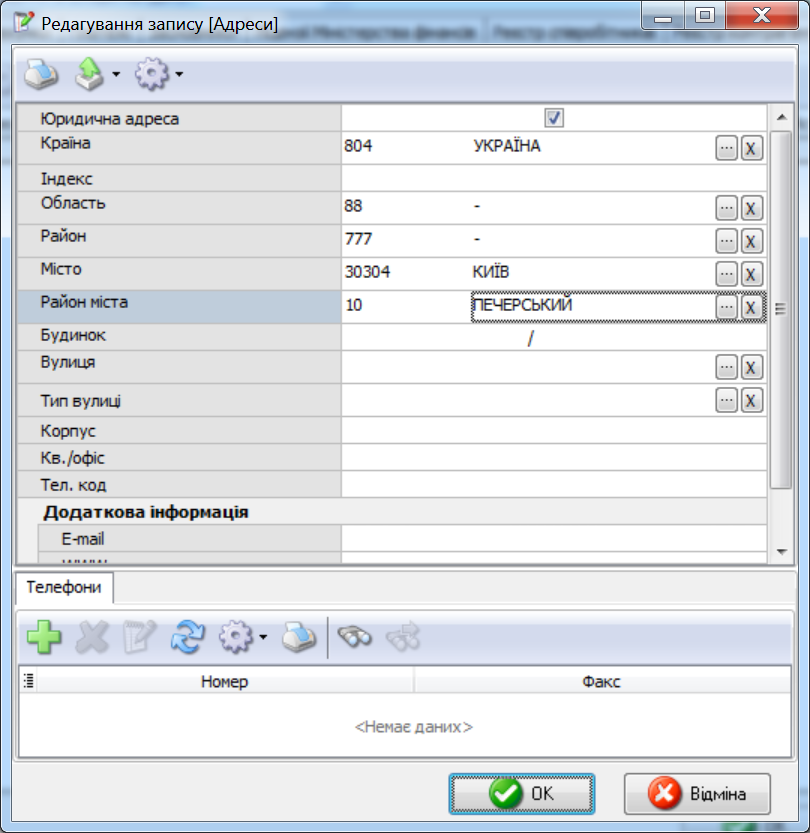 Редагування запису [Адреси]
Юридична адреса
Країна 804 УКРАЇНА ... X
Індекс
Область 88 - ... X
Район 777 - ... X
Місто 30304 КИЇВ ... X
Район міста 10 ПЕЧЕРСЬКИЙ ... X
Будинок /
Вулиця ... X
Тип вулиці ... X
Корпус
Кв./офіс
Тел. код
Додаткова інформація
E-mail
WWW
Телефони
Номер Факс
<Немає даних>
OK Відміна